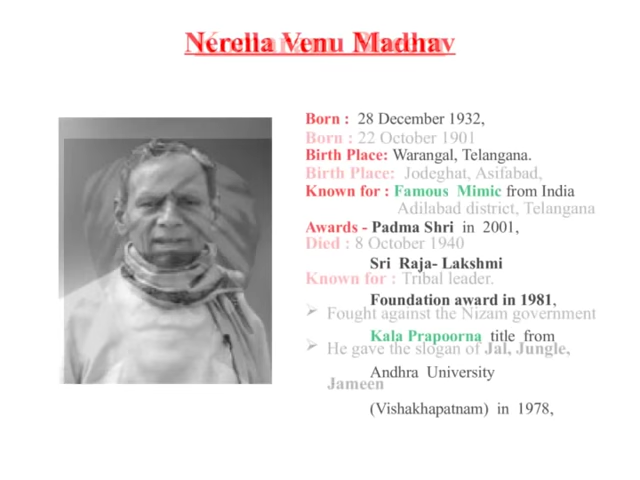 Nerella Venu Madhav
Born : 28 December 1932,
Born : 22 October 1901
Birth Place: Warangal, Telangana.
Birth Place: Jodeghat, Asifabad,
Known for : Famous Mimic from India
Adilabad district, Telangana
Awards - Padma Shri in 2001,
Died : 8 October 1940
Sri Raja- Lakshmi
Known for : Tribal leader.
Foundation award in 1981,
➢ Fought against the Nizam government
Kala Prapoorna title from
➢ He gave the slogan of Jal, Jungle,
Andhra University
Jameen
(Vishakhapatnam) in 1978,